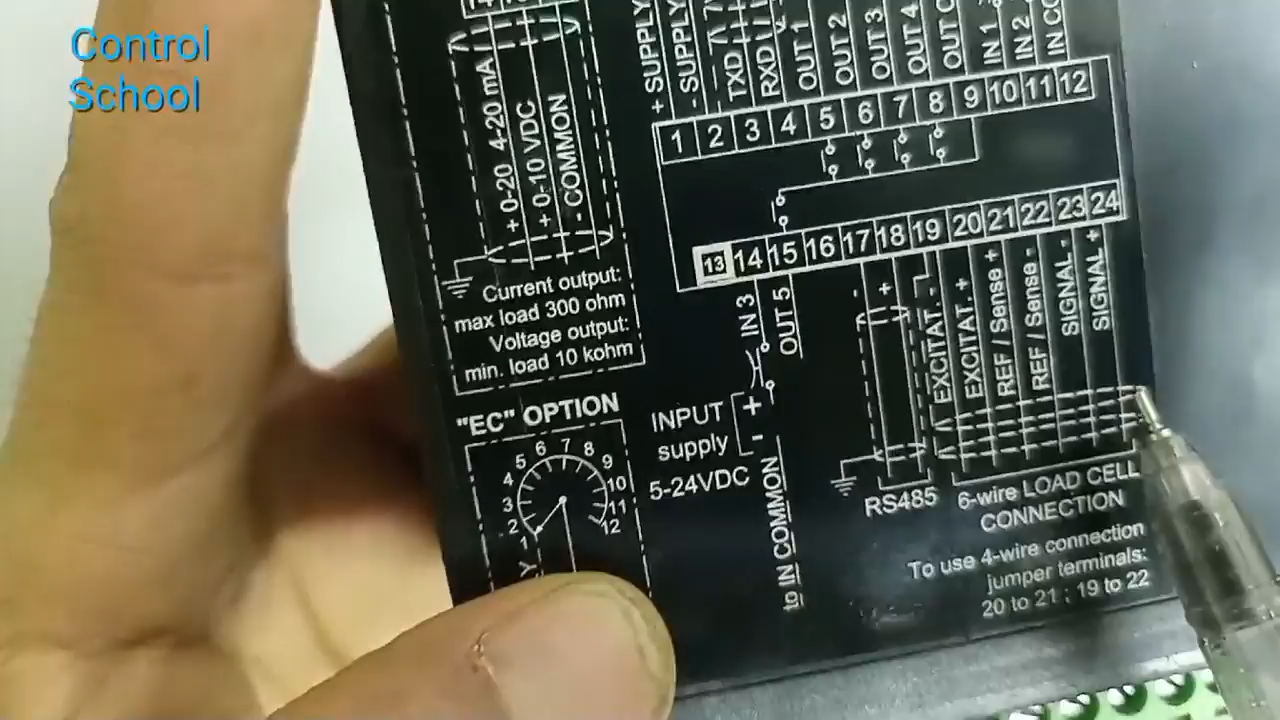 Control
School
+ 0-20 4-20 mA
+ 0-10 VDC
- COMMON
Current output:
max load 300 ohm
Voltage output:
min. load 10 kohm
"EC" OPTION
1 2 3 4 5 6 7 8 9 10 11 12
+ SUPPLY
- SUPPLY
TXD
RXD
OUT 1
OUT 2
OUT 3
OUT 4
IN 1
IN 2
1 2 3 4 5 6 7 8 9 10 11 12
13 14 15 16 17 18 19 20 21 22 23 24
IN 3
OUT 5
- +
EXCITAT. -
EXCITAT. +
REF / Sense +
REF / Sense -
SIGNAL -
SIGNAL +
INPUT
supply
5-24VDC
+
-
to IN COMMON
RS485
6-wire LOAD CELL
CONNECTION
To use 4-wire connection
jumper terminals:
20 to 21 ; 19 to 22